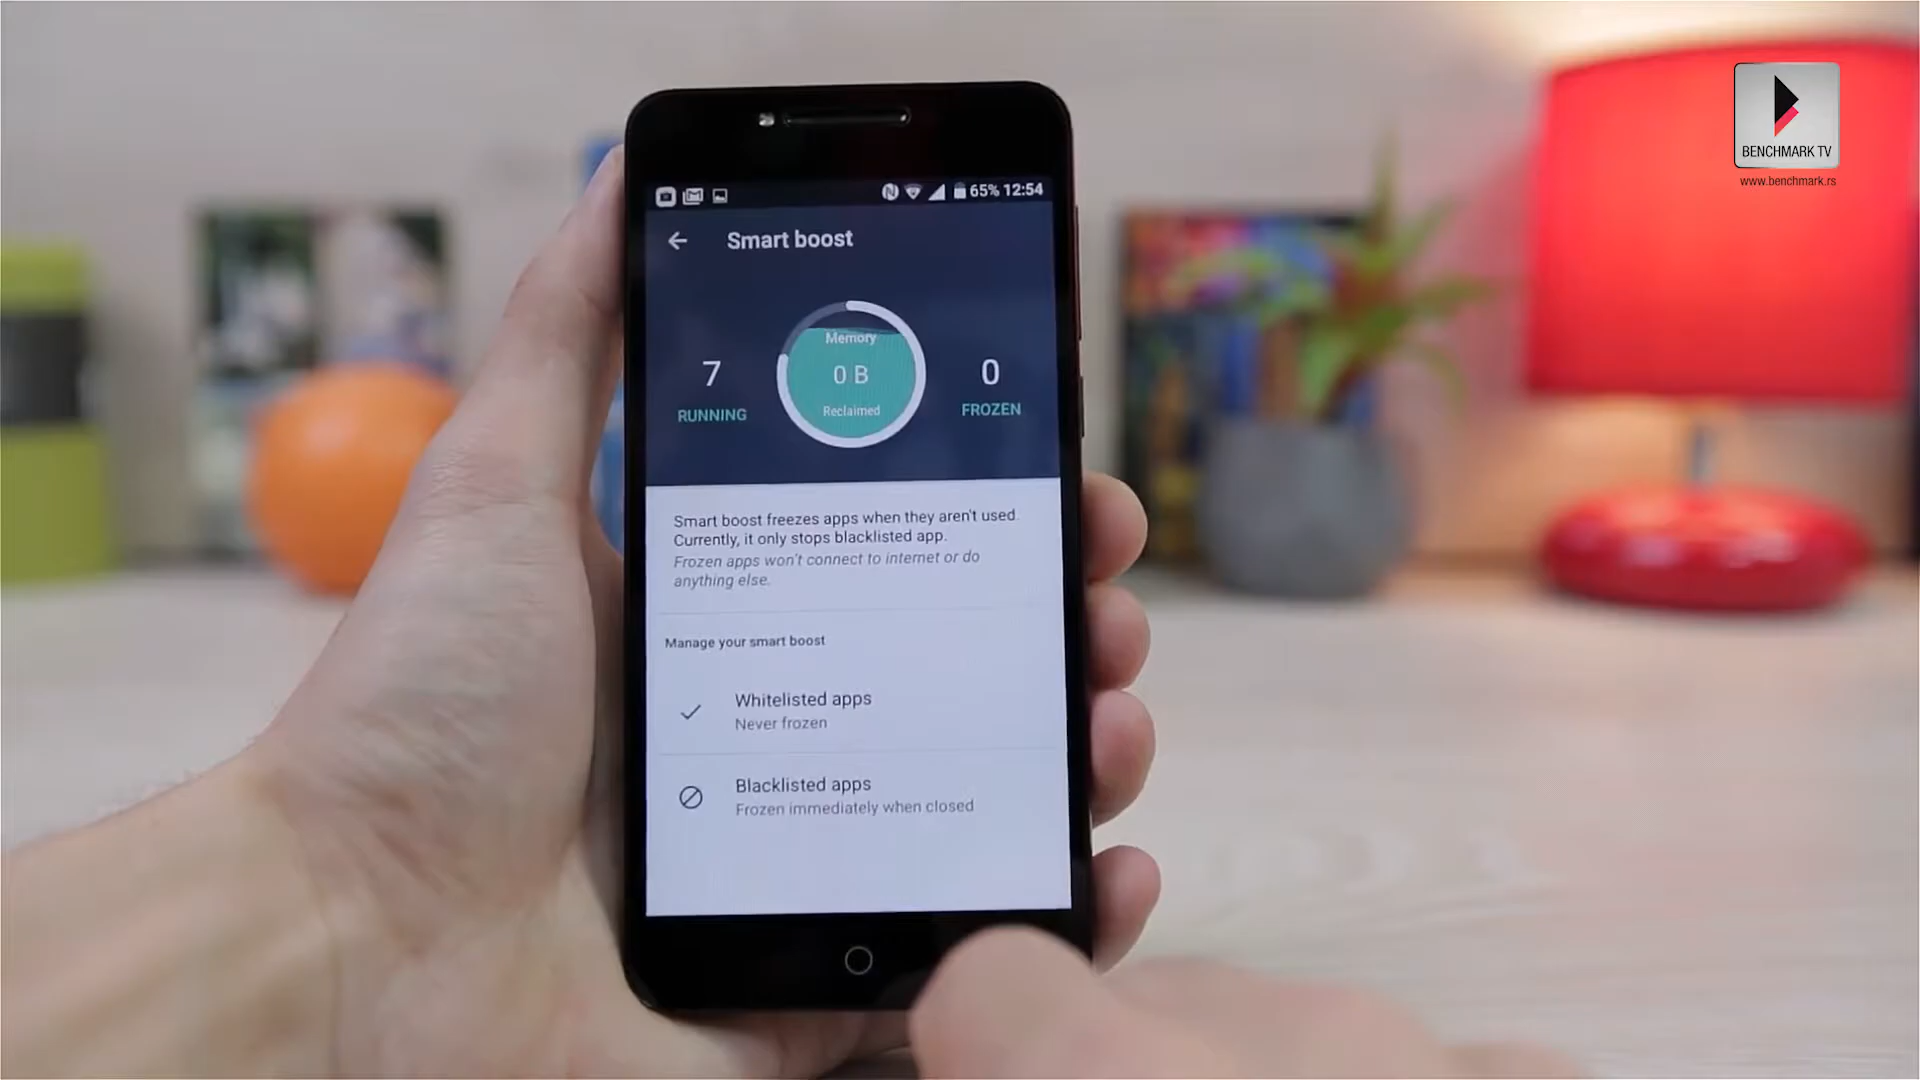 BENCHMARK TV
www.benchmark.rs
65% 12:54
Smart boost
Memory
7
0 B
0
RUNNING
Reclaimed
FROZEN
Smart boost freezes apps when they aren't used.
Currently, it only stops blacklisted app.
Frozen apps won't connect to internet or do
anything else.
Manage your smart boost
Whitelisted apps
Never frozen
Blacklisted apps
Frozen immediately when closed